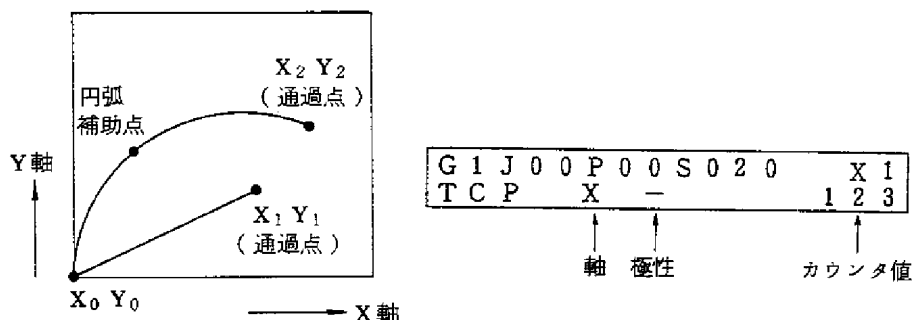 X₂ Y₂
(通過点)
円弧
補助点
Y軸
X₁ Y₁
(通過点)
X₀ Y₀
X軸
G1J00P00S020 X1
TCP X − 123
軸 極性 カウンタ値